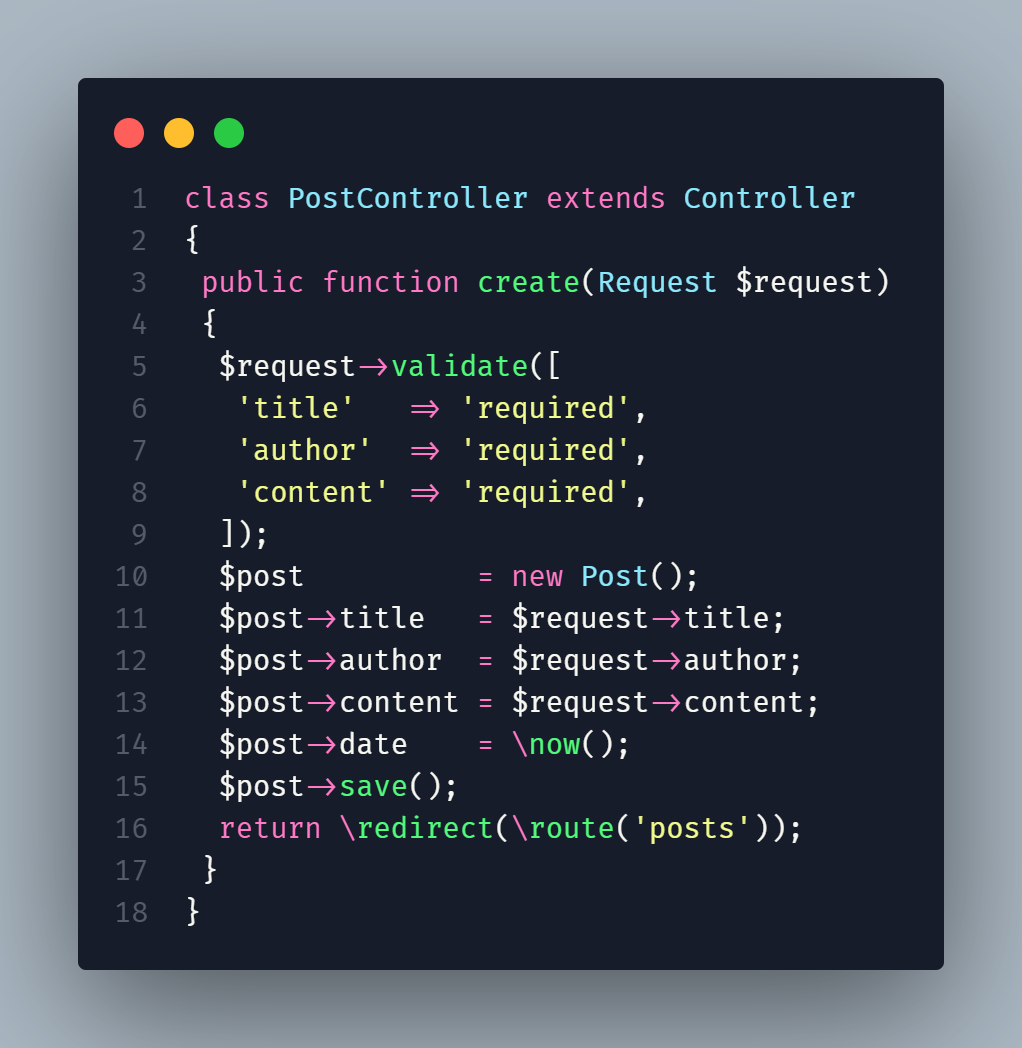 1 class PostController extends Controller
2 {
3  public function create(Request $request)
4  {
5   $request->validate([
6    'title'   => 'required',
7    'author'  => 'required',
8    'content' => 'required',
9   ]);
10   $post          = new Post();
11   $post->title   = $request->title;
12   $post->author  = $request->author;
13   $post->content = $request->content;
14   $post->date    = \now();
15   $post->save();
16   return \redirect(\route('posts'));
17  }
18 }